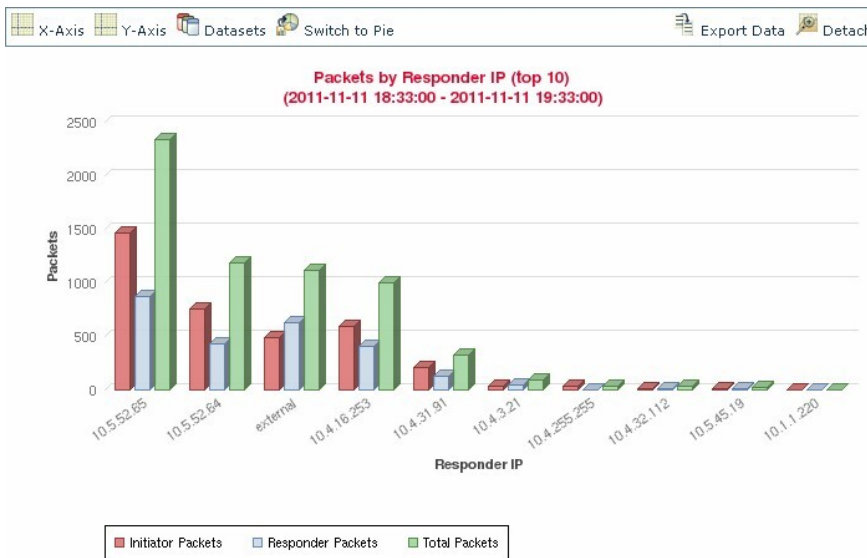 X-Axis Y-Axis Datasets Switch to Pie Export Data Detach
Packets by Responder IP (top 10)
(2011-11-11 18:33:00 - 2011-11-11 19:33:00)
2500
2000
1500
1000
500
0
Packets
10.5.52.65
10.5.52.64
external
10.4.16.253
10.4.31.91
10.4.3.21
10.4.255.255
10.4.32.112
10.5.45.19
10.1.1.220
Responder IP
Initiator Packets Responder Packets Total Packets